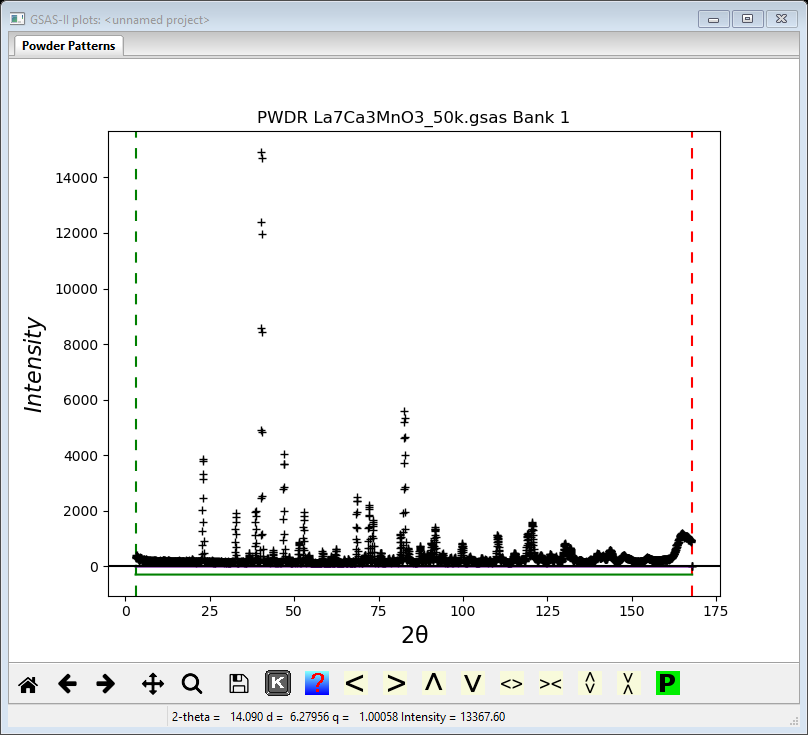 GSAS-II plots: <unnamed project>
Powder Patterns
PWDR La7Ca3MnO3_50k.gsas Bank 1
14000
12000
10000
8000
6000
4000
2000
0
Intensity
0 25 50 75 100 125 150 175
2θ
K ? < > Λ V <> >< P
2-theta = 14.090 d = 6.27956 q = 1.00058 Intensity = 13367.60